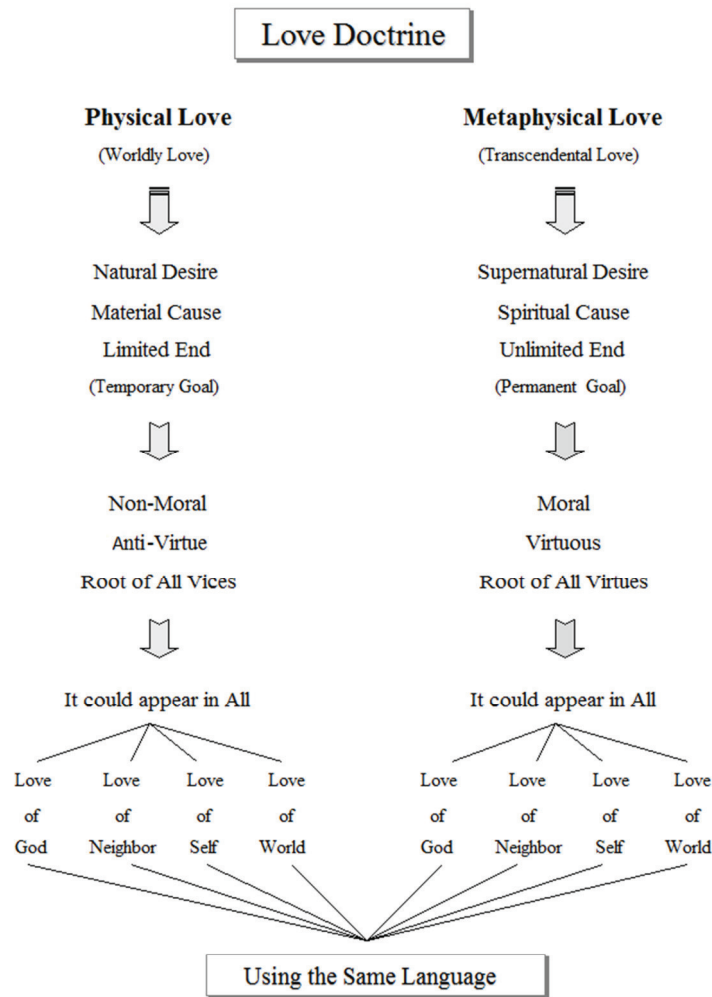 Love Doctrine
Physical Love
(Worldly Love)
Natural Desire
Material Cause
Limited End
(Temporary Goal)
Non-Moral
Anti-Virtue
Root of All Vices
It could appear in All
Love
of
God
Love
of
Neighbor
Love
of
Self
Love
of
World
Metaphysical Love
(Transcendental Love)
Supernatural Desire
Spiritual Cause
Unlimited End
(Permanent Goal)
Moral
Virtuous
Root of All Virtues
It could appear in All
Love
of
God
Love
of
Neighbor
Love
of
Self
Love
of
World
Using the Same Language